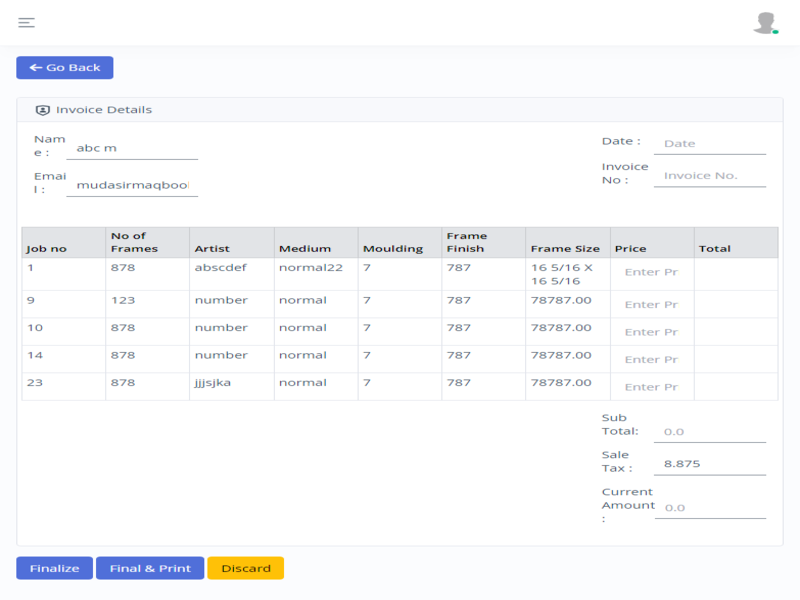 Go Back
Invoice Details
Nam
e :
abc m
Emai
l :
mudasirmaqbool
Date :
Date
Invoice
No :
Invoice No.
Job no
No of
Frames
Artist
Medium
Moulding
Frame
Finish
Frame Size
Price
Total
1 878 abscdef normal22 7 787 16 5/16 X
16 5/16
Enter Pr
9 123 number normal 7 787 78787.00 Enter Pr
10 878 number normal 7 787 78787.00 Enter Pr
14 878 number normal 7 787 78787.00 Enter Pr
23 878 jjjsjka normal 7 787 78787.00 Enter Pr
Sub
Total:
0.0
Sale
Tax :
8.875
Current
Amount
:
0.0
Finalize
Final & Print
Discard